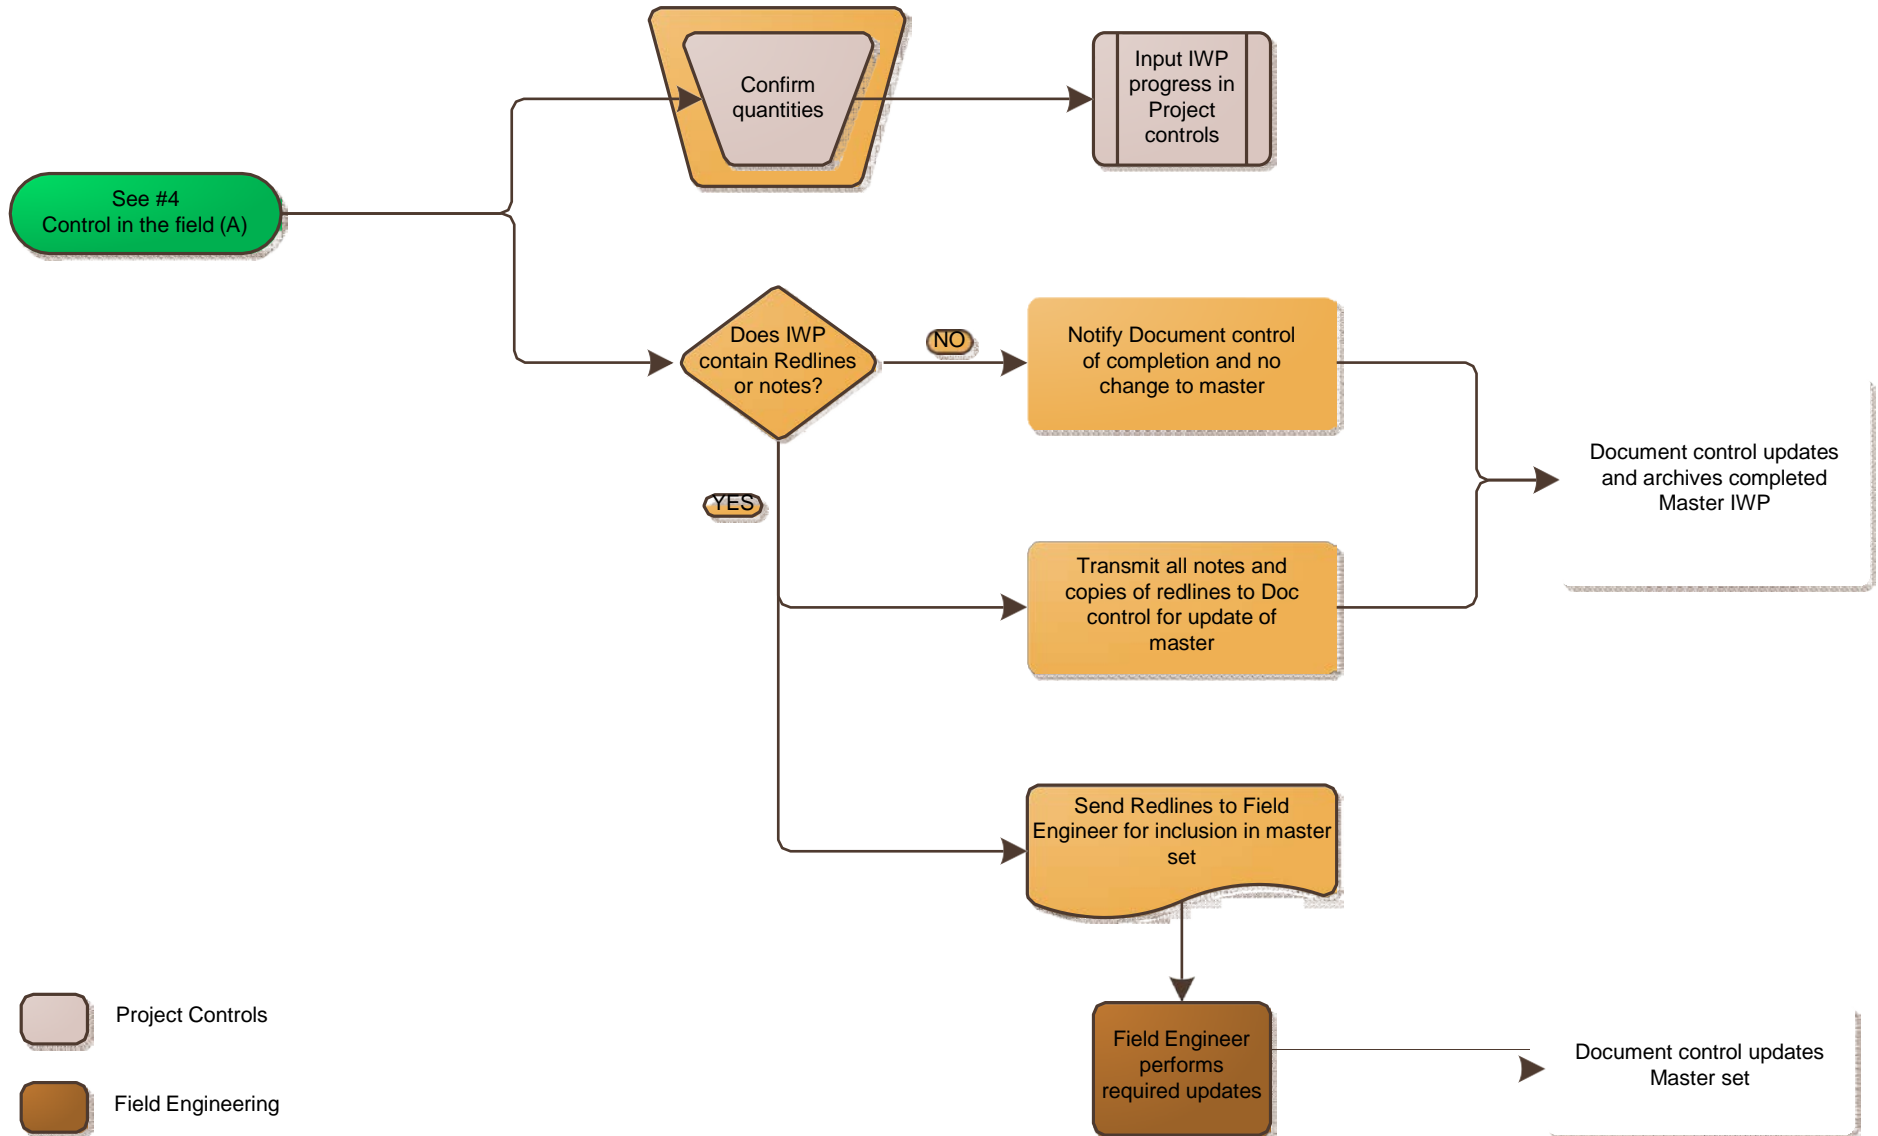 Confirm
quantities
Input IWP
progress in
Project
controls
See #4
Control in the field (A)
Does IWP
contain Redlines
or notes?
NO
Notify Document control
of completion and no
change to master
Document control updates
and archives completed
Master IWP
YES
Transmit all notes and
copies of redlines to Doc
control for update of
master
Send Redlines to Field
Engineer for inclusion in master
set
Field Engineer
performs
required updates
Document control updates
Master set
Project Controls
Field Engineering